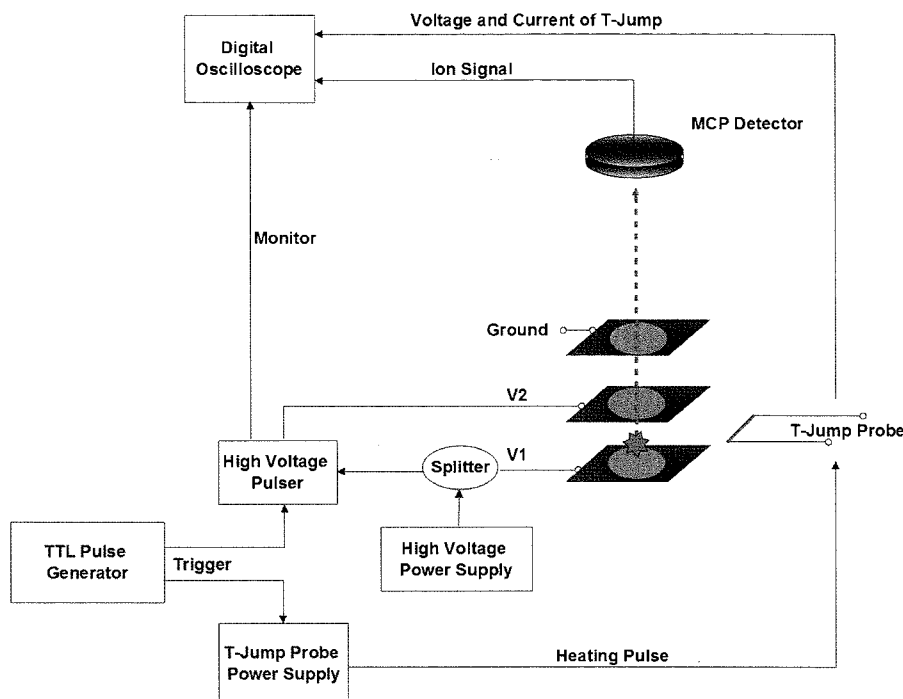 Voltage and Current of T-Jump
Digital
Oscilloscope
Ion Signal
MCP Detector
Monitor
Ground
V2
T-Jump Probe
High Voltage
Pulser
Splitter
V1
TTL Pulse
Generator
Trigger
High Voltage
Power Supply
T-Jump Probe
Power Supply
Heating Pulse